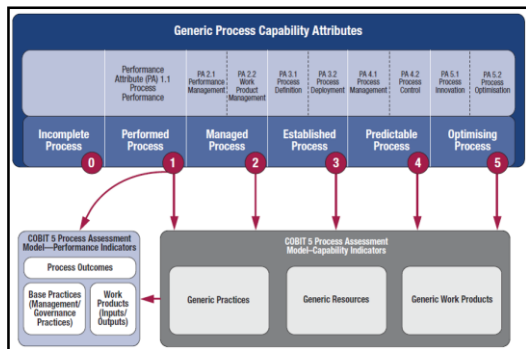 Generic Process Capability Attributes
Performance
Attribute (PA) 1.1
Process
Performance
PA 2.1
Performance
Management
PA 2.2
Work
Product
Management
PA 3.1
Process
Definition
PA 3.2
Process
Deployment
PA 4.1
Process
Management
PA 4.2
Process
Control
PA 5.1
Process
Innovation
PA 5.2
Process
Optimisation
Incomplete
Process
0
Performed
Process
1
Managed
Process
2
Established
Process
3
Predictable
Process
4
Optimising
Process
5
COBIT 5 Process Assessment
Model—Performance Indicators
Process Outcomes
Base Practices
(Management/
Governance
Practices)
Work
Products
(Inputs/
Outputs)
COBIT 5 Process Assessment
Model–Capability Indicators
Generic Practices
Generic Resources
Generic Work Products